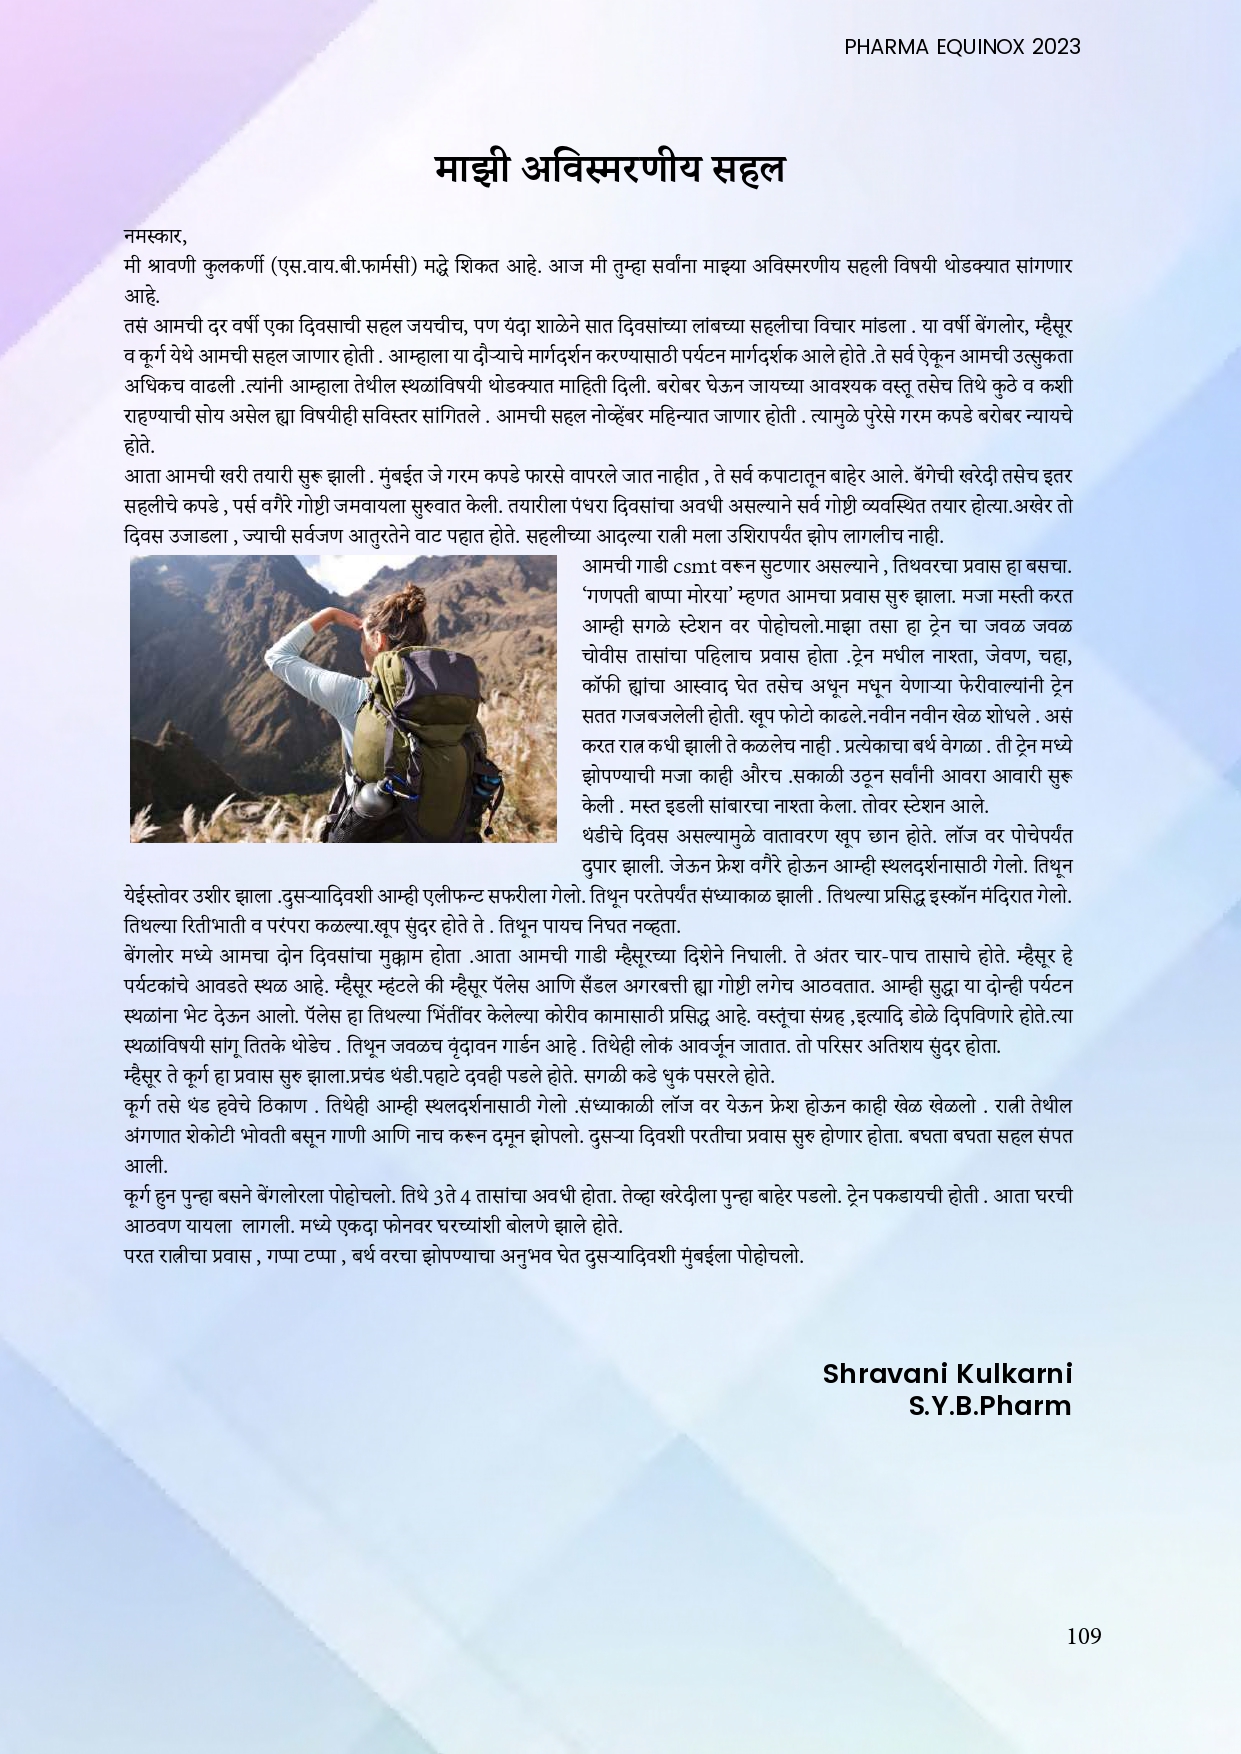 PHARMA EQUINOX 2023
माझी अविस्मरणीय सहल
नमस्कार,
मी श्रावणी कुलकर्णी (एस.वाय.बी.फार्मसी) मद्धे शिकत आहे. आज मी तुम्हा सर्वांना माझ्या अविस्मरणीय सहली विषयी थोडक्यात सांगणार
आहे.
तसं आमची दर वर्षी एका दिवसाची सहल जयचीच, पण यंदा शाळेने सात दिवसांच्या लांबच्या सहलीचा विचार मांडला . या वर्षी बेंगलोर, म्हैसूर
व कूर्ग येथे आमची सहल जाणार होती . आम्हाला या दौऱ्याचे मार्गदर्शन करण्यासाठी पर्यटन मार्गदर्शक आले होते .ते सर्व ऐकून आमची उत्सुकता
अधिकच वाढली .त्यांनी आम्हाला तेथील स्थळांविषयी थोडक्यात माहिती दिली. बरोबर घेऊन जायच्या आवश्यक वस्तू तसेच तिथे कुठे व कशी
राहण्याची सोय असेल ह्या विषयीही सविस्तर सांगितले . आमची सहल नोव्हेंबर महिन्यात जाणार होती . त्यामुळे पुरेसे गरम कपडे बरोबर न्यायचे
होते.
आता आमची खरी तयारी सुरू झाली . मुंबईत जे गरम कपडे फारसे वापरले जात नाहीत , ते सर्व कपाटातून बाहेर आले. बॅगेची खरेदी तसेच इतर
सहलीचे कपडे , पर्स वगैरे गोष्टी जमवायला सुरुवात केली. तयारीला पंधरा दिवसांचा अवधी असल्याने सर्व गोष्टी व्यवस्थित तयार होत्या.अखेर तो
दिवस उजाडला , ज्याची सर्वजण आतुरतेने वाट पहात होते. सहलीच्या आदल्या रात्री मला उशिरापर्यंत झोप लागलीच नाही.
आमची गाडी csmt वरून सुटणार असल्याने , तिथवरचा प्रवास हा बसचा.
‘गणपती बाप्पा मोरया’ म्हणत आमचा प्रवास सुरु झाला. मजा मस्ती करत
आम्ही सगळे स्टेशन वर पोहोचलो.माझा तसा हा ट्रेन चा जवळ जवळ
चोवीस तासांचा पहिलाच प्रवास होता .ट्रेन मधील नाश्ता, जेवण, चहा,
कॉफी ह्यांचा आस्वाद घेत तसेच अधून मधून येणाऱ्या फेरीवाल्यांनी ट्रेन
सतत गजबजलेली होती. खूप फोटो काढले.नवीन नवीन खेळ शोधले . असं
करत रात्र कधी झाली ते कळलेच नाही . प्रत्येकाचा बर्थ वेगळा . ती ट्रेन मध्ये
झोपण्याची मजा काही औरच .सकाळी उठून सर्वांनी आवरा आवारी सुरू
केली . मस्त इडली सांबारचा नाश्ता केला. तोवर स्टेशन आले.
थंडीचे दिवस असल्यामुळे वातावरण खूप छान होते. लॉज वर पोचेपर्यंत
दुपार झाली. जेऊन फ्रेश वगैरे होऊन आम्ही स्थलदर्शनासाठी गेलो. तिथून
येईस्तोवर उशीर झाला .दुसऱ्यादिवशी आम्ही एलीफन्ट सफरीला गेलो. तिथून परतेपर्यंत संध्याकाळ झाली . तिथल्या प्रसिद्ध इस्कॉन मंदिरात गेलो.
तिथल्या रितीभाती व परंपरा कळल्या.खूप सुंदर होते ते . तिथून पायच निघत नव्हता.
बेंगलोर मध्ये आमचा दोन दिवसांचा मुक्काम होता .आता आमची गाडी म्हैसूरच्या दिशेने निघाली. ते अंतर चार-पाच तासाचे होते. म्हैसूर हे
पर्यटकांचे आवडते स्थळ आहे. म्हैसूर म्हंटले की म्हैसूर पॅलेस आणि सँडल अगरबत्ती ह्या गोष्टी लगेच आठवतात. आम्ही सुद्धा या दोन्ही पर्यटन
स्थळांना भेट देऊन आलो. पॅलेस हा तिथल्या भिंतींवर केलेल्या कोरीव कामासाठी प्रसिद्ध आहे. वस्तूंचा संग्रह ,इत्यादि डोळे दिपविणारे होते.त्या
स्थळांविषयी सांगू तितके थोडेच . तिथून जवळच वृंदावन गार्डन आहे . तिथेही लोकं आवर्जून जातात. तो परिसर अतिशय सुंदर होता.
म्हैसूर ते कूर्ग हा प्रवास सुरु झाला.प्रचंड थंडी.पहाटे दवही पडले होते. सगळी कडे धुकं पसरले होते.
कूर्ग तसे थंड हवेचे ठिकाण . तिथेही आम्ही स्थलदर्शनासाठी गेलो .संध्याकाळी लॉज वर येऊन फ्रेश होऊन काही खेळ खेळलो . रात्री तेथील
अंगणात शेकोटी भोवती बसून गाणी आणि नाच करून दमून झोपलो. दुसऱ्या दिवशी परतीचा प्रवास सुरु होणार होता. बघता बघता सहल संपत
आली.
कूर्ग हुन पुन्हा बसने बेंगलोरला पोहोचलो. तिथे 3ते 4 तासांचा अवधी होता. तेव्हा खरेदीला पुन्हा बाहेर पडलो. ट्रेन पकडायची होती . आता घरची
आठवण यायला लागली. मध्ये एकदा फोनवर घरच्यांशी बोलणे झाले होते.
परत रात्रीचा प्रवास , गप्पा टप्पा , बर्थ वरचा झोपण्याचा अनुभव घेत दुसऱ्यादिवशी मुंबईला पोहोचलो.
Shravani Kulkarni
S.Y.B.Pharm
109